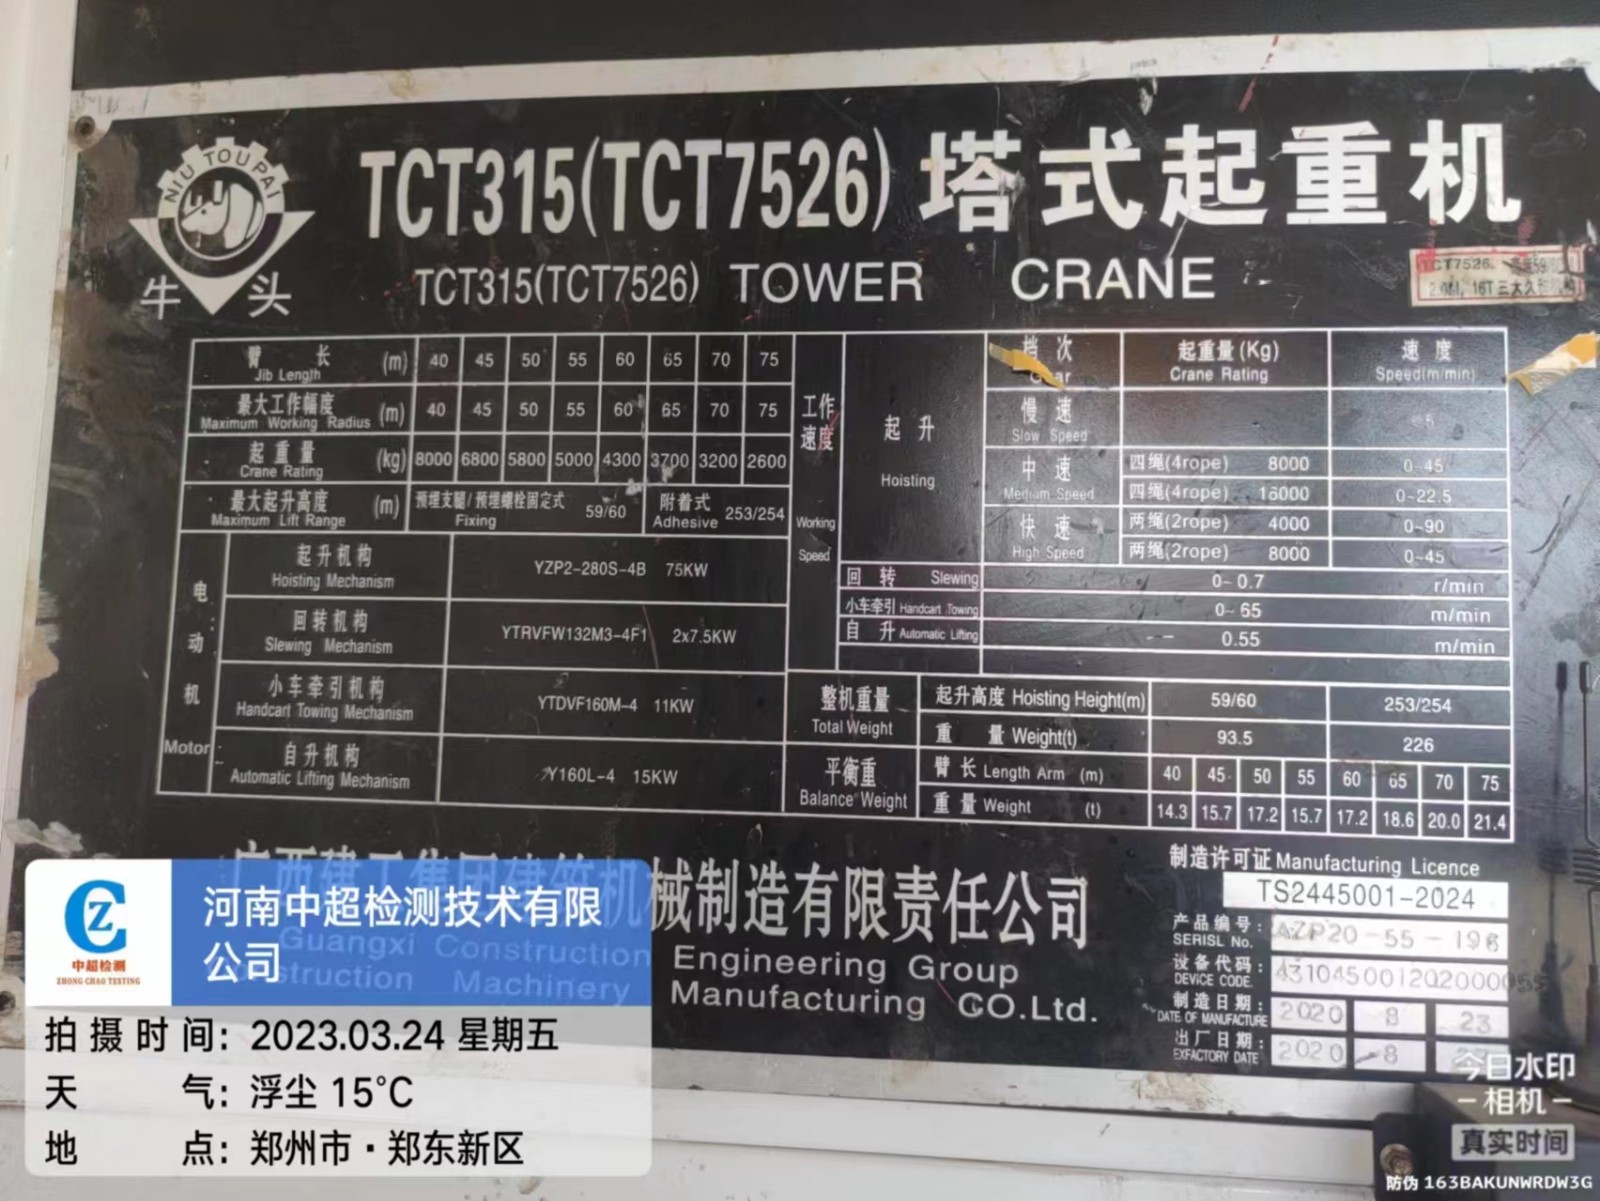 NIU TOU PAI
牛 头
TCT315(TCT7526) 塔式起重机
TCT315(TCT7526) TOWER CRANE
TCT7526
16T三大
臂 长 (m) 40 45 50 55 60 65 70 75
Jib Length
最大工作幅度 (m) 40 45 50 55 60 65 70 75
Maximum Working Radius
起重量 (kg) 8000 6800 5800 5000 4300 3700 3200 2600
Crane Rating
最大起升高度 (m) 预埋支腿/预埋螺栓固定式 59/60 附着式 253/254
Maximum Lift Range Fixing Adhesive
电动机 Motor
起升机构 YZP2-280S-4B 75KW
Hoisting Mechanism
回转机构 YTRVFW132M3-4F1 2x7.5KW
Slewing Mechanism
小车牵引机构 YTDVF160M-4 11KW
Handcart Towing Mechanism
自升机构 Y160L-4 15KW
Automatic Lifting Mechanism
工作速度 Working Speed
起升 Hoisting
档次 起重量(Kg) 速度
Gear Crane Rating Speed(m/min)
慢速 5
Slow Speed
中速 四绳(4rope) 8000 0~45
Medium Speed 四绳(4rope) 16000 0~22.5
快速 两绳(2rope) 4000 0~90
High Speed 两绳(2rope) 8000 0~45
回转 Slewing 0~0.7 r/min
小车牵引 Handcart Towing 0~65 m/min
自升 Automatic Lifting 0.55 m/min
整机重量 起升高度 Hoisting Height(m) 59/60 253/254
Total Weight 重 量 Weight(t) 93.5 226
平衡重 臂 长 Length Arm (m) 40 45 50 55 60 65 70 75
Balance Weight 重 量 Weight (t) 14.3 15.7 17.2 15.7 17.2 18.6 20.0 21.4
广西建工集团建筑机械制造有限责任公司
Guangxi Construction Engineering Group
Construction Machinery Manufacturing CO.Ltd.
制造许可证 Manufacturing Licence
TS2445001-2024
产品编号: AZP20-55-196
SERISL No.
设备代码:
DEVICE CODE.
制造日期: 2020 8 23
DATE OF MANUFACTURE
出厂日期: 2020 8
EXFACTORY DATE
中超检测
ZHONG CHAO TESTING
河南中超检测技术有限
公司
拍摄时间: 2023.03.24 星期五
天 气: 浮尘 15℃
地 点: 郑州市·郑东新区
今日水印
-相机-
真实时间
防伪 163BAKUNWRDW3G